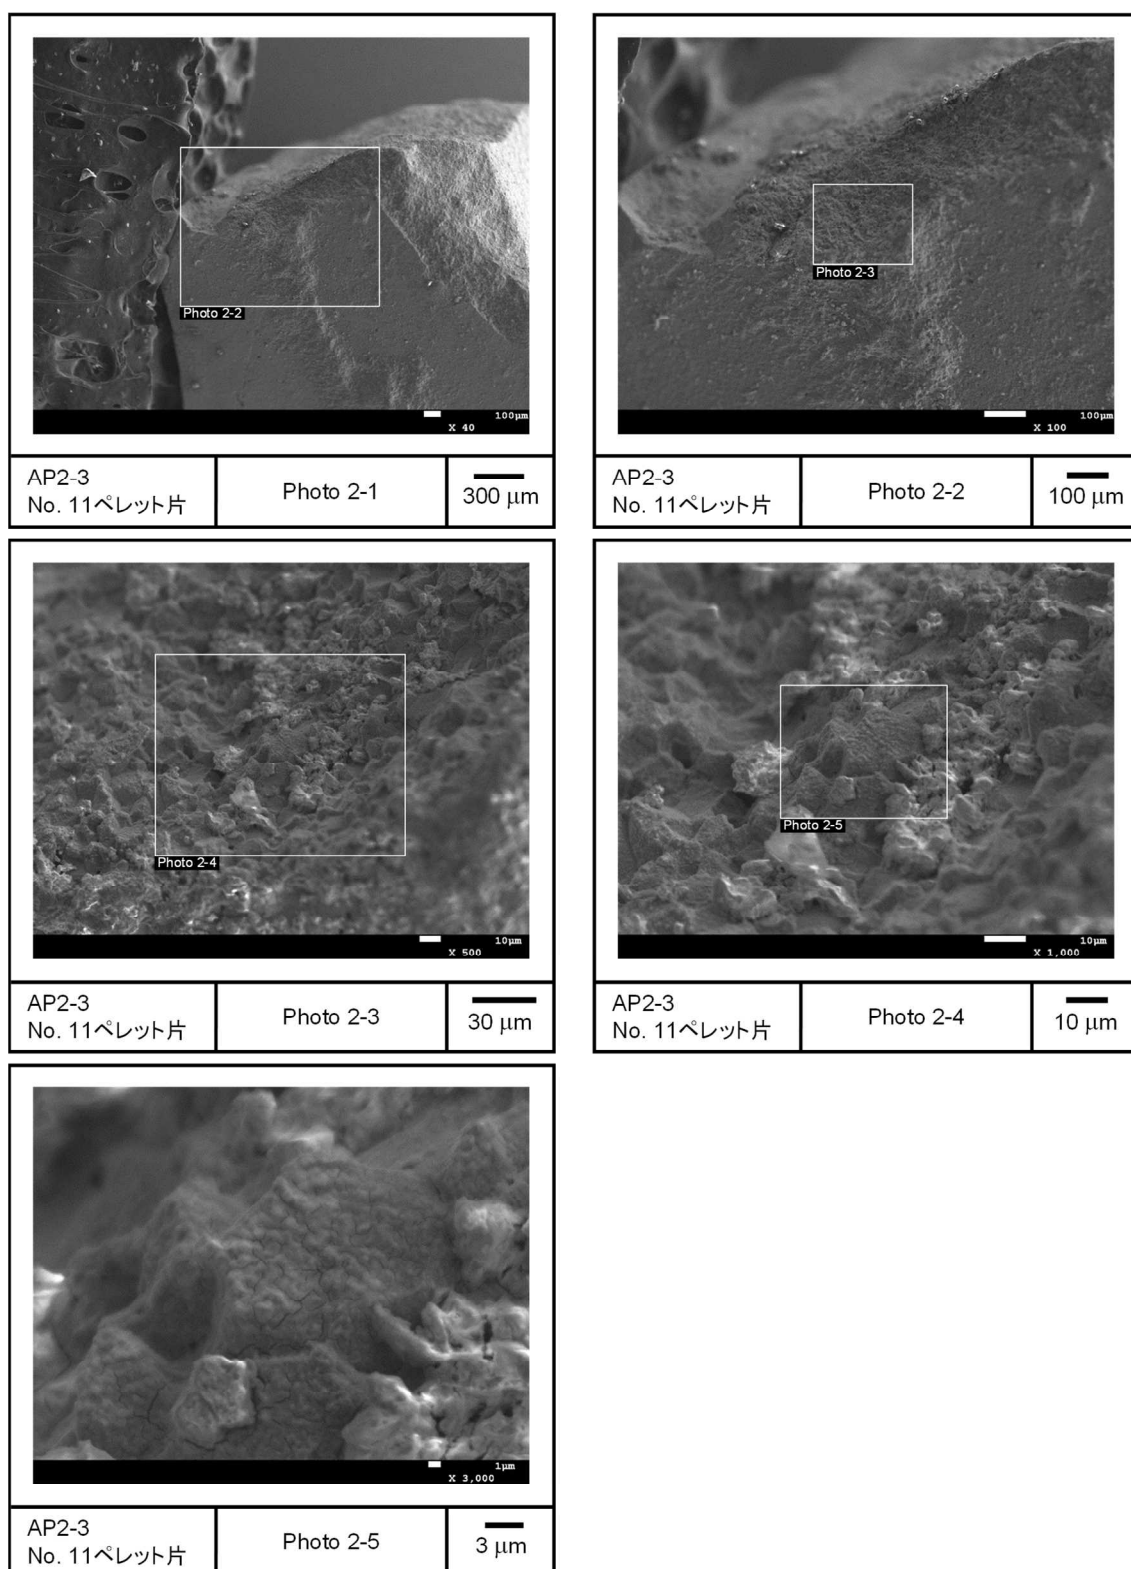 Photo 2-2
100µm
X 40
AP2-3
No. 11ペレット片
Photo 2-1
300 µm
Photo 2-3
100µm
X 100
AP2-3
No. 11ペレット片
Photo 2-2
100 µm
Photo 2-4
10µm
X 500
AP2-3
No. 11ペレット片
Photo 2-3
30 µm
Photo 2-5
10µm
X 1,000
AP2-3
No. 11ペレット片
Photo 2-4
10 µm
1µm
X 3,000
AP2-3
No. 11ペレット片
Photo 2-5
3 µm